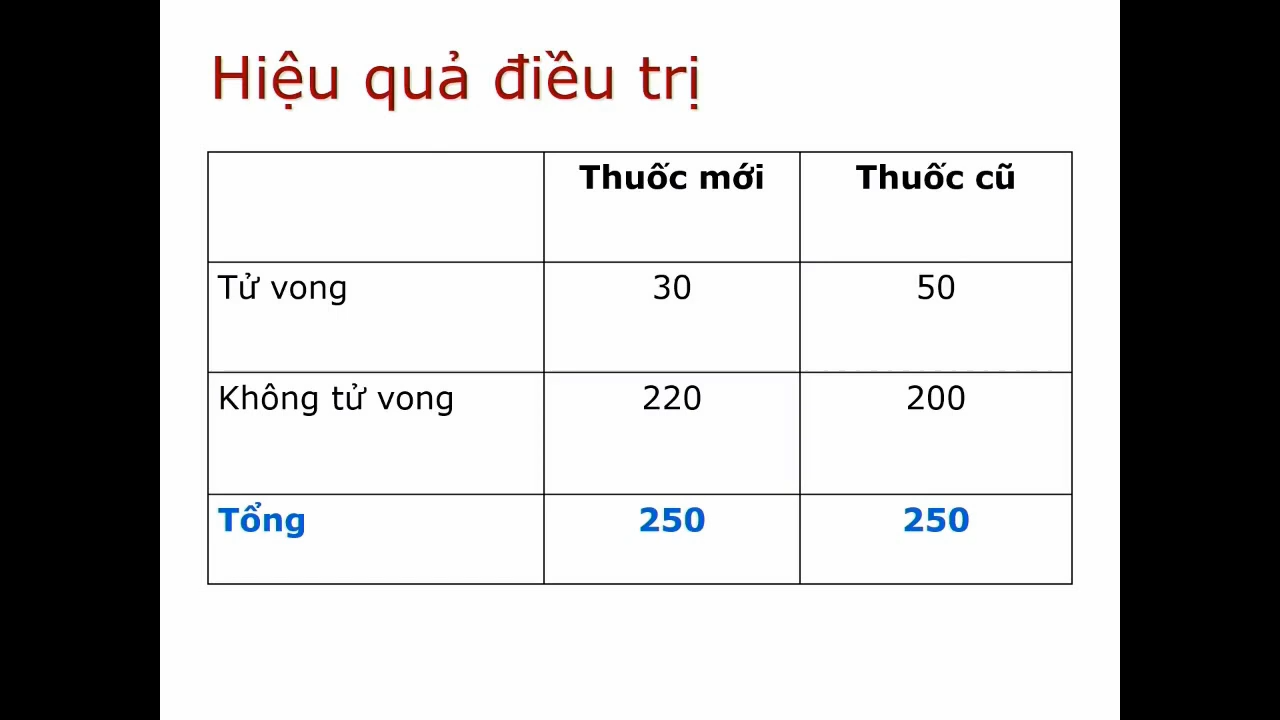 Hiệu quả điều trị
Thuốc mới Thuốc cũ
Tử vong 30 50
Không tử vong 220 200
Tổng 250 250